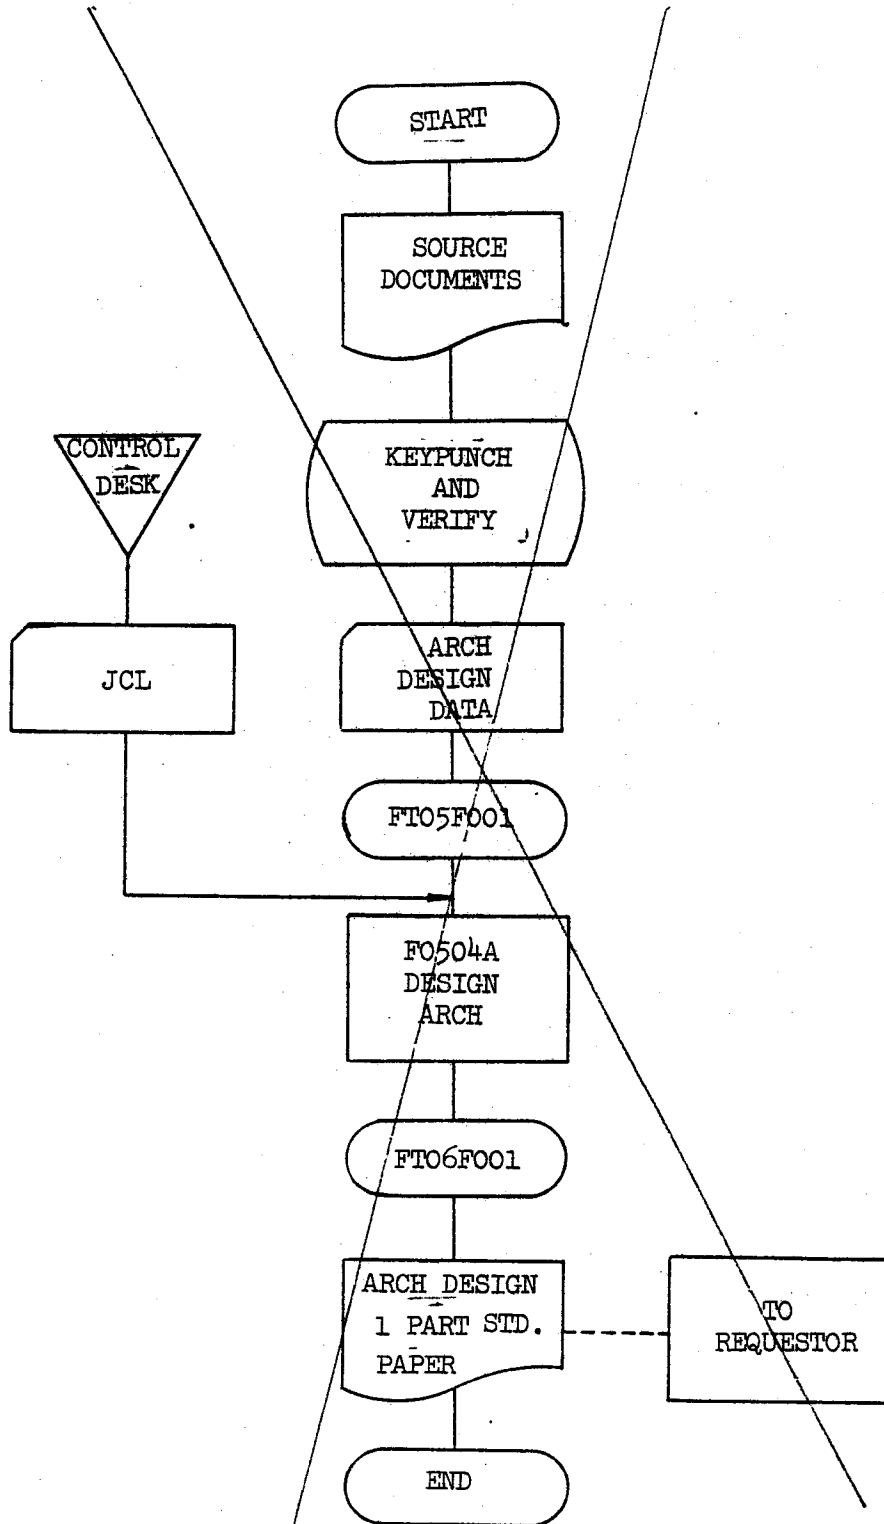 START
SOURCE
DOCUMENTS
CONTROL
DESK
KEYPUNCH
AND
VERIFY
JCL
ARCH
DESIGN
DATA
FT05F001
F0504A
DESIGN
ARCH
FT06F001
ARCH DESIGN
1 PART STD.
PAPER
TO
REQUESTOR
END